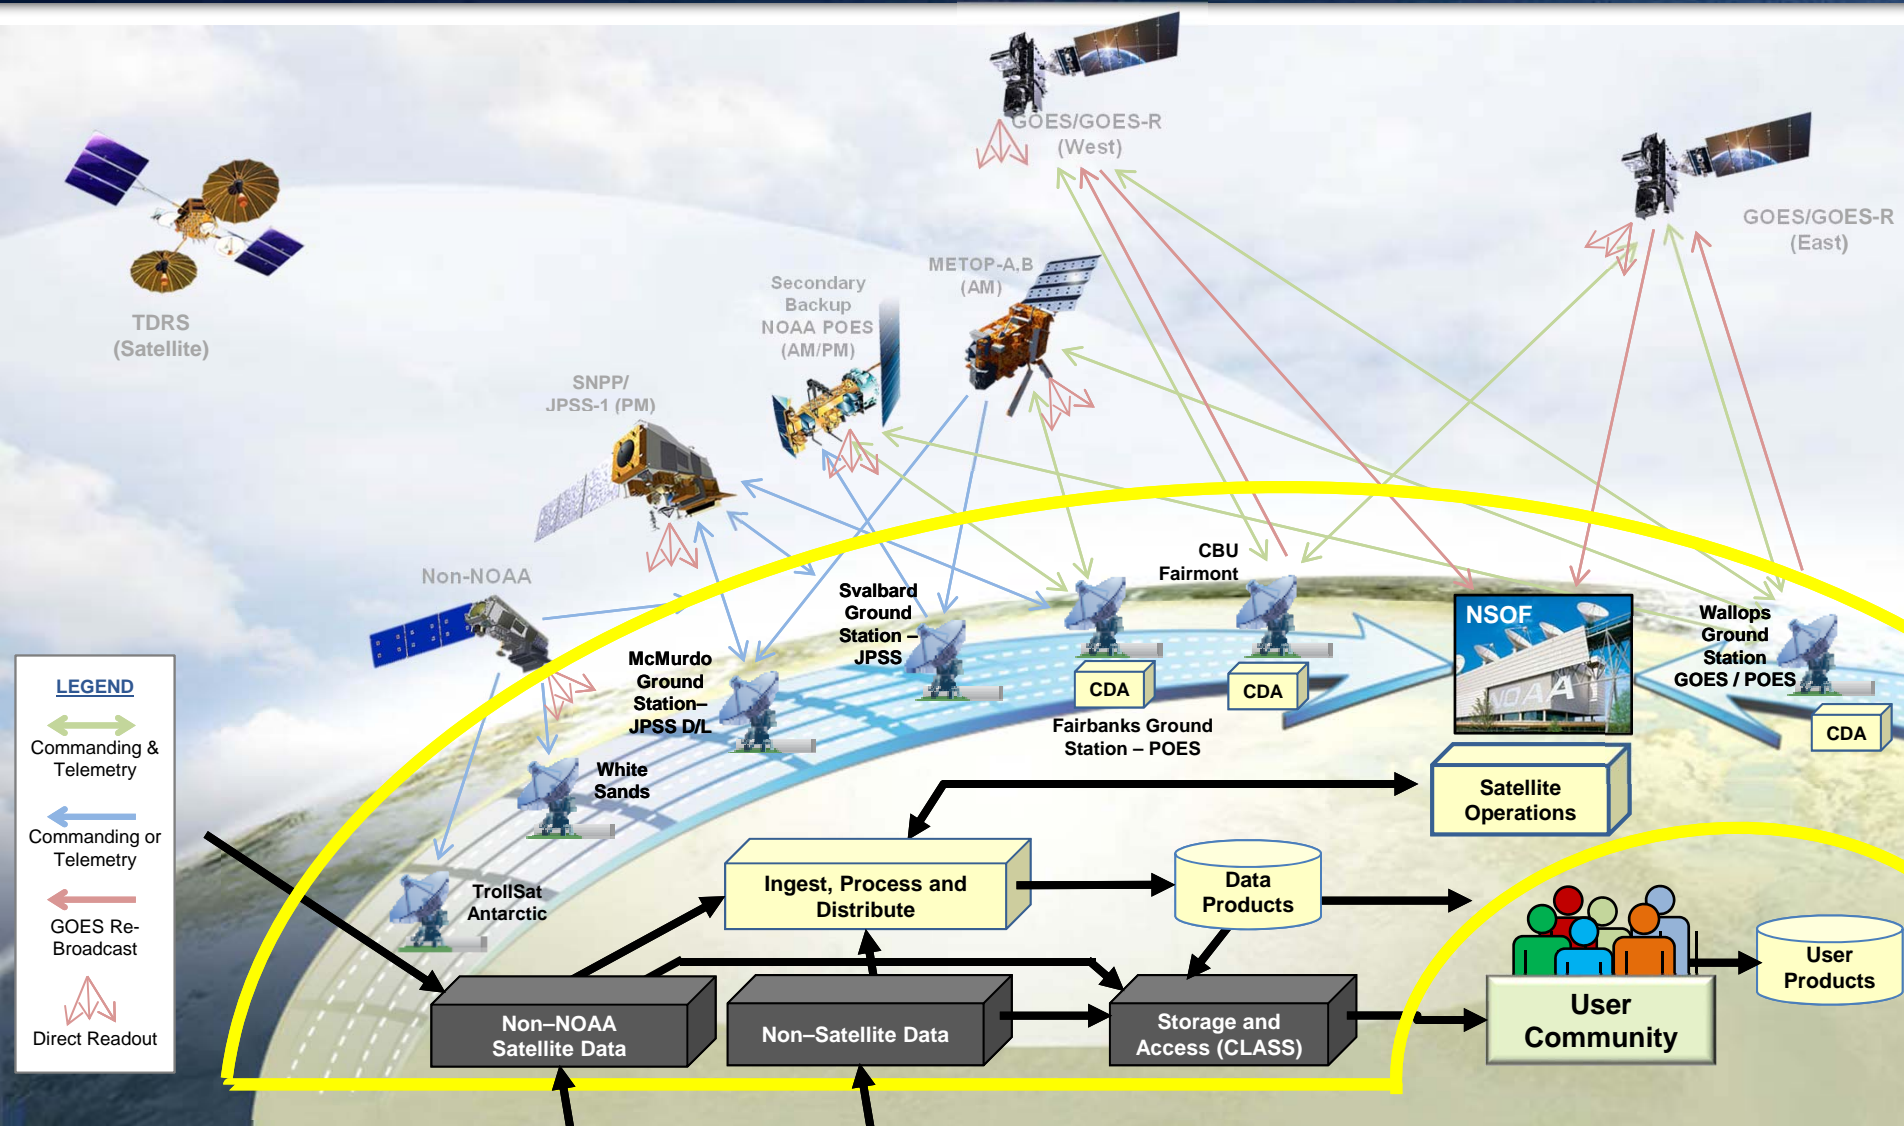 GOES/GOES-R
(West)
GOES/GOES-R
(East)
TDRS
(Satellite)
METOP-A,B
(AM)
Secondary
Backup
NOAA POES
(AM/PM)
SNPP/
JPSS-1 (PM)
Non-NOAA
CBU
Fairmont
Svalbard
Ground
Station –
JPSS
McMurdo
Ground
Station–
JPSS D/L
White
Sands
TrollSat
Antarctic
CDA
Fairbanks Ground
Station – POES
CDA
NSOF
NOAA
Wallops
Ground
Station
GOES / POES
CDA
LEGEND
Commanding &
Telemetry
Commanding or
Telemetry
GOES Re-
Broadcast
Direct Readout
Satellite
Operations
Ingest, Process and
Distribute
Data
Products
Non–NOAA
Satellite Data
Non–Satellite Data
Storage and
Access (CLASS)
User
Community
User
Products